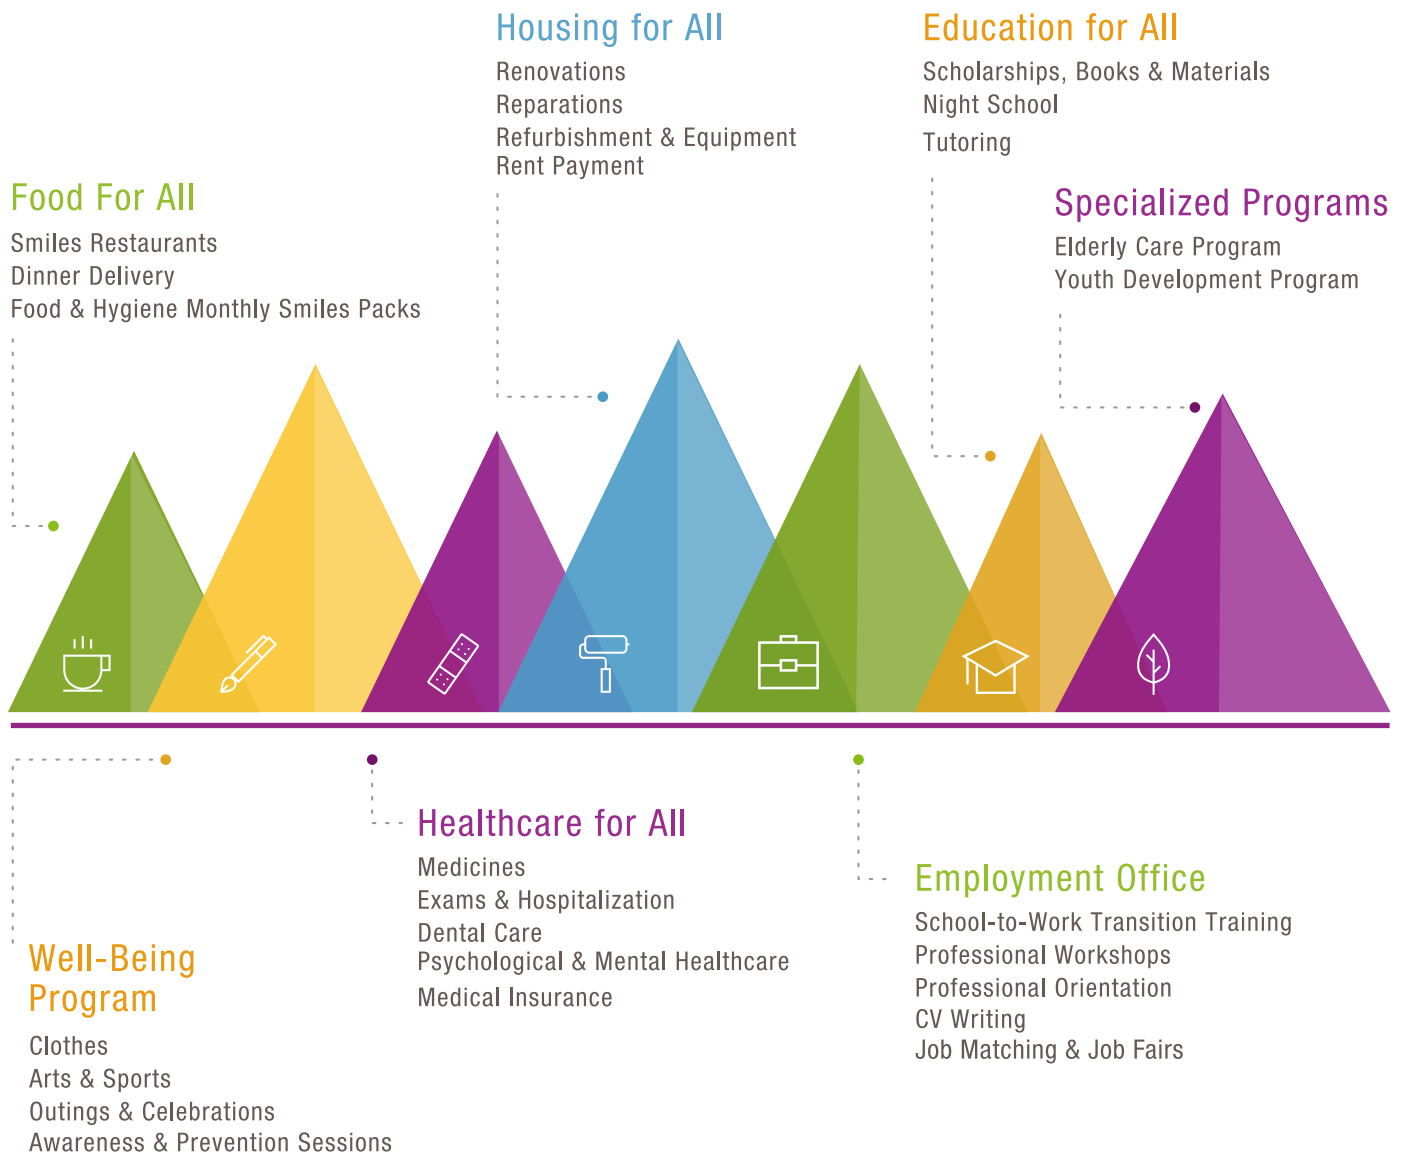 Housing for All
Renovations
Reparations
Refurbishment & Equipment
Rent Payment
Education for All
Scholarships, Books & Materials
Night School
Tutoring
Food For All
Smiles Restaurants
Dinner Delivery
Food & Hygiene Monthly Smiles Packs
Specialized Programs
Elderly Care Program
Youth Development Program
Healthcare for All
Medicines
Exams & Hospitalization
Dental Care
Psychological & Mental Healthcare
Medical Insurance
Employment Office
School-to-Work Transition Training
Professional Workshops
Professional Orientation
CV Writing
Job Matching & Job Fairs
Well-Being
Program
Clothes
Arts & Sports
Outings & Celebrations
Awareness & Prevention Sessions